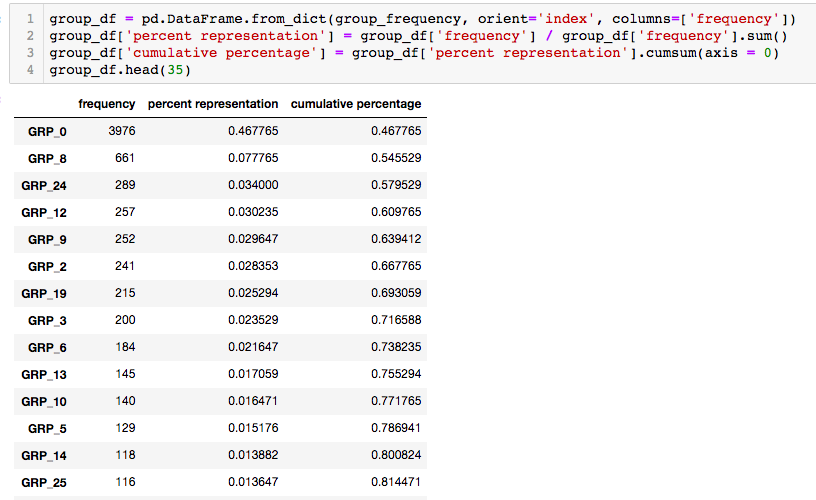 1 group_df = pd.DataFrame.from_dict(group_frequency, orient='index', columns=['frequency'])
2 group_df['percent representation'] = group_df['frequency'] / group_df['frequency'].sum()
3 group_df['cumulative percentage'] = group_df['percent representation'].cumsum(axis = 0)
4 group_df.head(35)
frequency percent representation cumulative percentage
GRP_0 3976 0.467765 0.467765
GRP_8 661 0.077765 0.545529
GRP_24 289 0.034000 0.579529
GRP_12 257 0.030235 0.609765
GRP_9 252 0.029647 0.639412
GRP_2 241 0.028353 0.667765
GRP_19 215 0.025294 0.693059
GRP_3 200 0.023529 0.716588
GRP_6 184 0.021647 0.738235
GRP_13 145 0.017059 0.755294
GRP_10 140 0.016471 0.771765
GRP_5 129 0.015176 0.786941
GRP_14 118 0.013882 0.800824
GRP_25 116 0.013647 0.814471